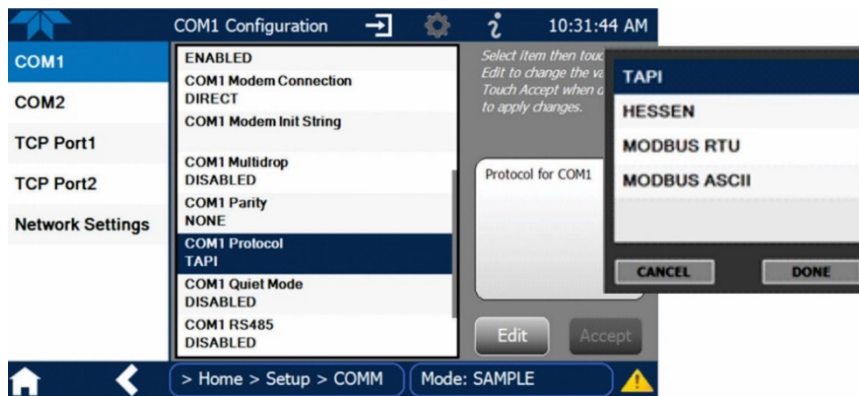 COM1 Configuration
10:31:44 AM
COM1
COM2
TCP Port1
TCP Port2
Network Settings
ENABLED
COM1 Modem Connection
DIRECT
COM1 Modem Init String
COM1 Multidrop
DISABLED
COM1 Parity
NONE
COM1 Protocol
TAPI
COM1 Quiet Mode
DISABLED
COM1 RS485
DISABLED
Select item then
Edit to change the
Touch Accept when
to apply changes.
Protocol for COM1
Edit
Accept
TAPI
HESSEN
MODBUS RTU
MODBUS ASCII
CANCEL
DONE
> Home > Setup > COMM
Mode: SAMPLE